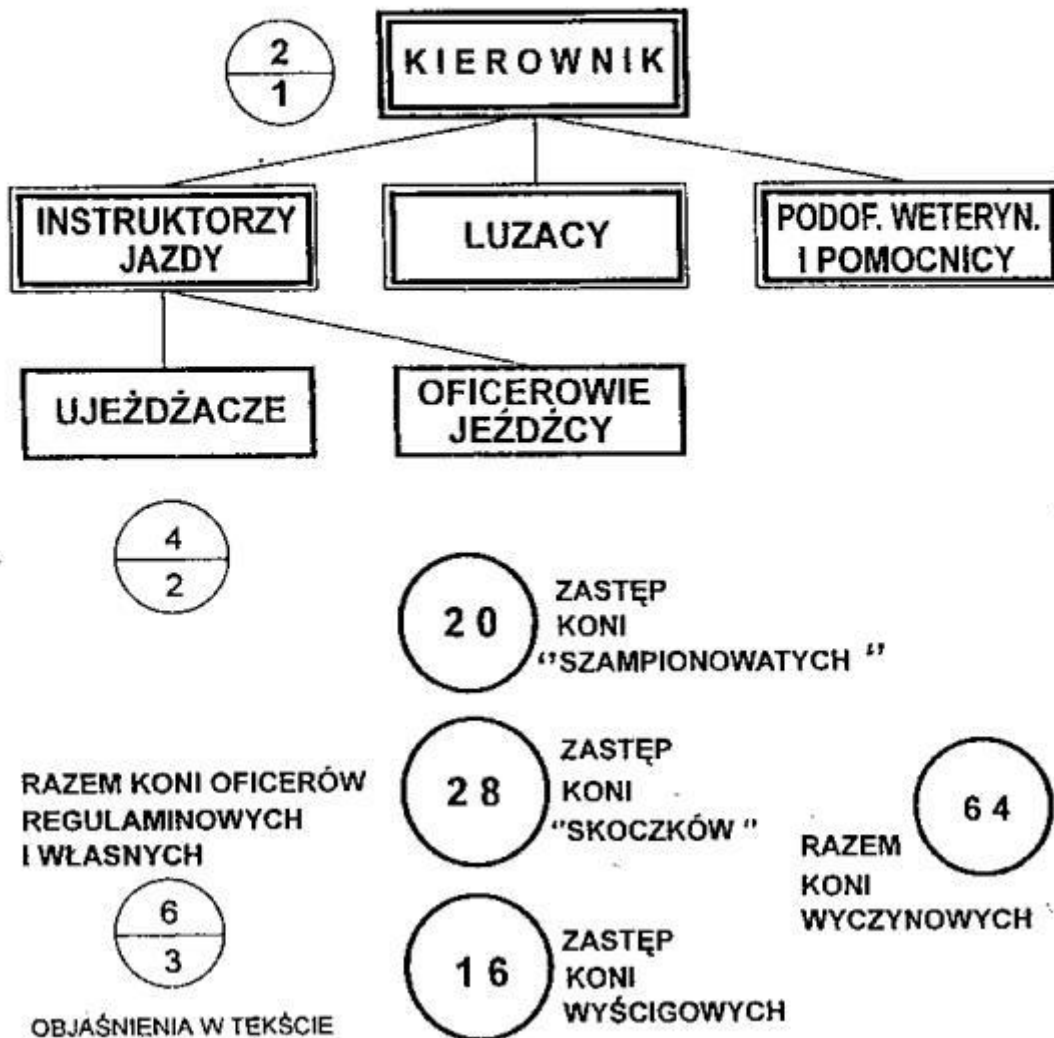 2
1
KIEROWNIK
INSTRUKTORZY
JAZDY
LUZACY
PODOF. WETERYN.
I POMOCNICY
UJEŻDŻACZE
OFICEROWIE
JEŹDŹCY
4
2
20
ZASTĘP
KONI
"SZAMPIONOWATYCH"
28
ZASTĘP
KONI
"SKOCZKÓW"
64
RAZEM
KONI
WYCZYNOWYCH
RAZEM KONI OFICERÓW
REGULAMINOWYCH
I WŁASNYCH
6
3
16
ZASTĘP
KONI
WYŚCIGOWYCH
OBJAŚNIENIA W TEKŚCIE